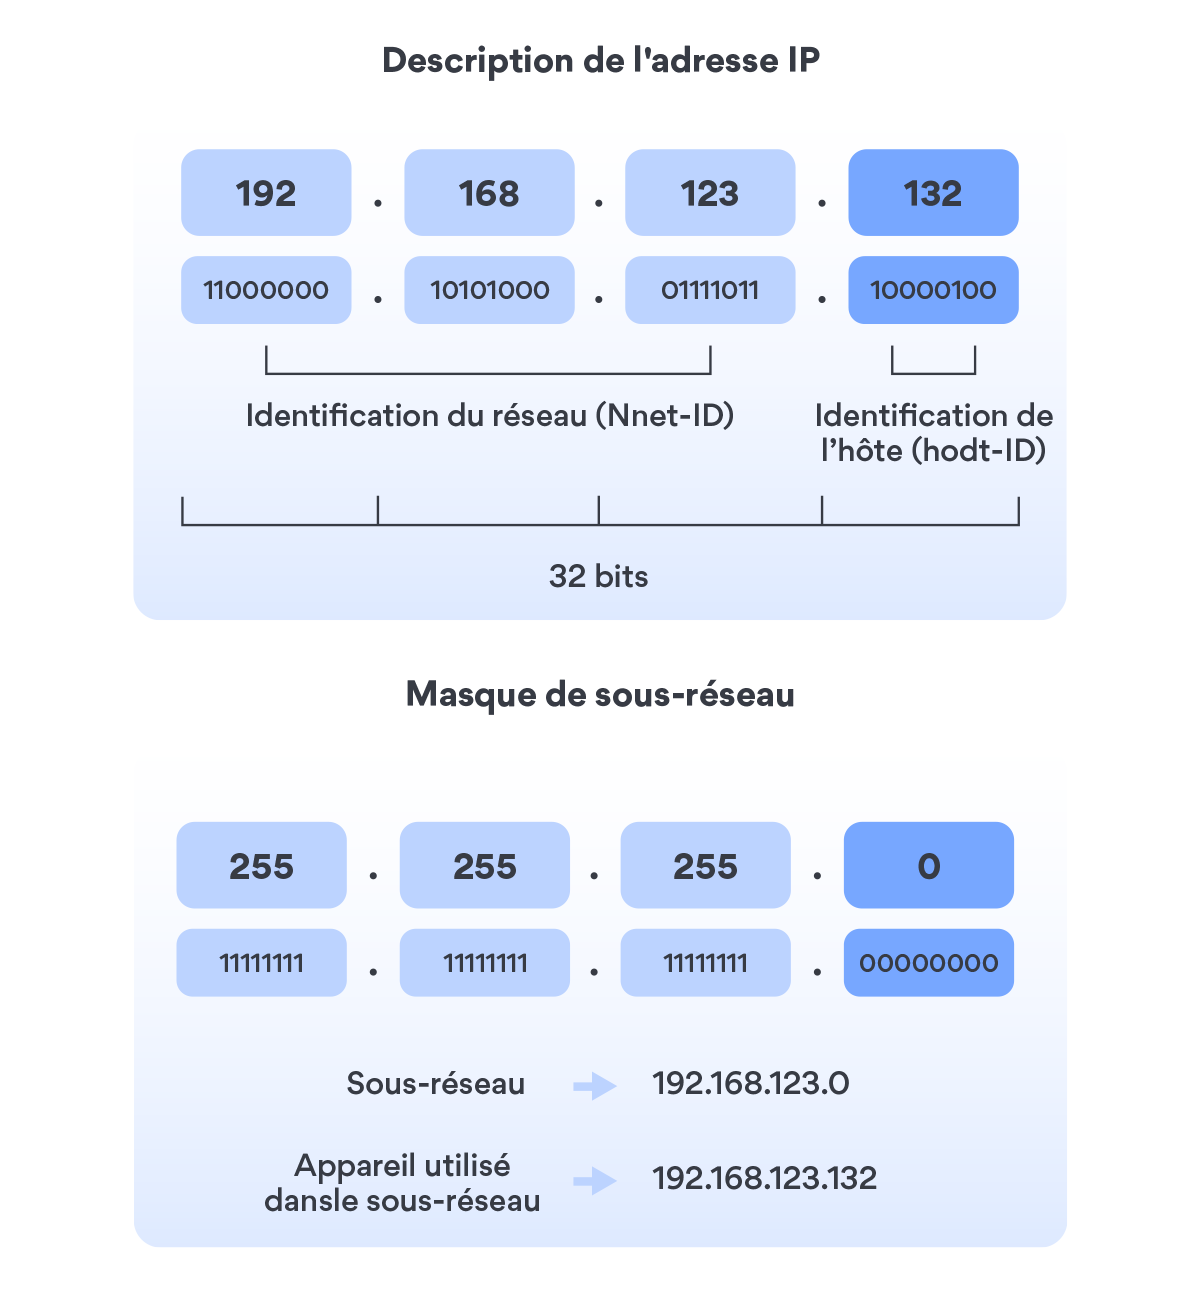 Description de l'adresse IP
192 . 168 . 123 . 132
11000000 . 10101000 . 01111011 . 10000100
Identification du réseau (Nnet-ID)
Identification de
l’hôte (hodt-ID)
32 bits
Masque de sous-réseau
255 . 255 . 255 . 0
11111111 . 11111111 . 11111111 . 00000000
Sous-réseau 192.168.123.0
Appareil utilisé
dansle sous-réseau 192.168.123.132